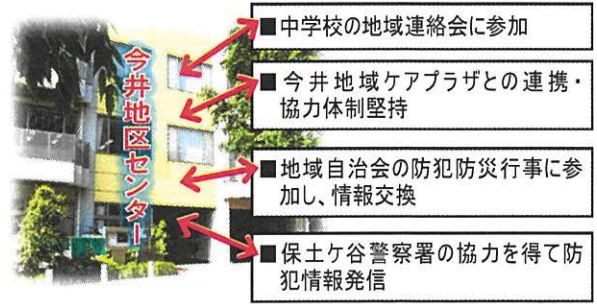 今井地区センター
■中学校の地域連絡会に参加
■今井地域ケアプラザとの連携・
協力体制堅持
■地域自治会の防犯防災行事に参
加し、情報交換
■保土ケ谷警察署の協力を得て防
犯情報発信